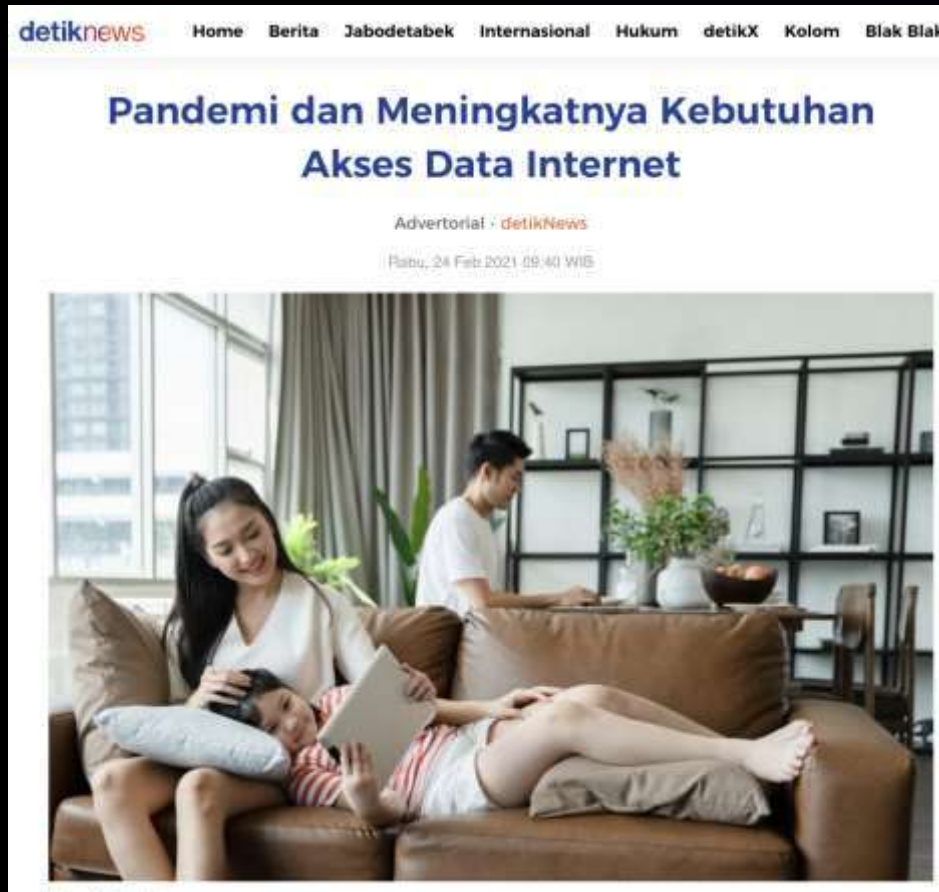 detiknews Home Berita Jabodetabek Internasional Hukum detikX Kolom Blak Blak
Pandemi dan Meningkatnya Kebutuhan
Akses Data Internet
Advertorial - detikNews
Rabu, 24 Feb 2021 09:40 WIB